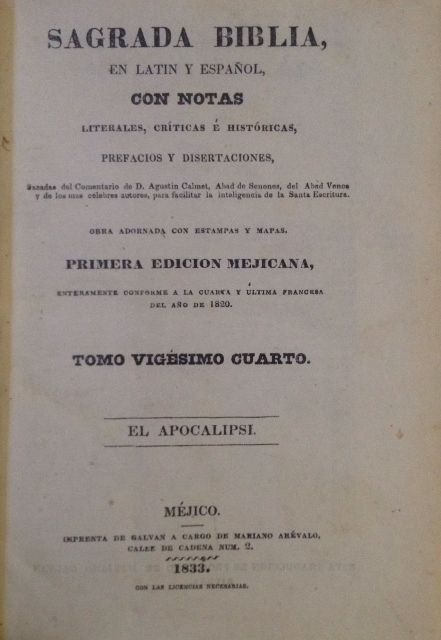 SAGRADA BIBLIA,
EN LATIN Y ESPAÑOL,
CON NOTAS
LITERALES, CRÍTICAS É HISTÓRICAS,
PREFACIOS Y DISERTACIONES,
Sacadas del Comentario de D. Agustin Calmet, Abad de Senones, del Abad Vence
y de los mas célebres autores, para facilitar la inteligencia de la Santa Escritura.
OBRA ADORNADA CON ESTAMPAS Y MAPAS.
PRIMERA EDICION MEJICANA,
ENTERAMENTE CONFORME A LA CUARTA Y ÚLTIMA FRANCESA
DEL AÑO DE 1820.
TOMO VIGÉSIMO CUARTO.
EL APOCALIPSI.
MÉJICO.
IMPRENTA DE GALVAN A CARGO DE MARIANO ARÉVALO,
CALLE DE CADENA NUM. 2.
1833.
CON LAS LICENCIAS NECESARIAS.